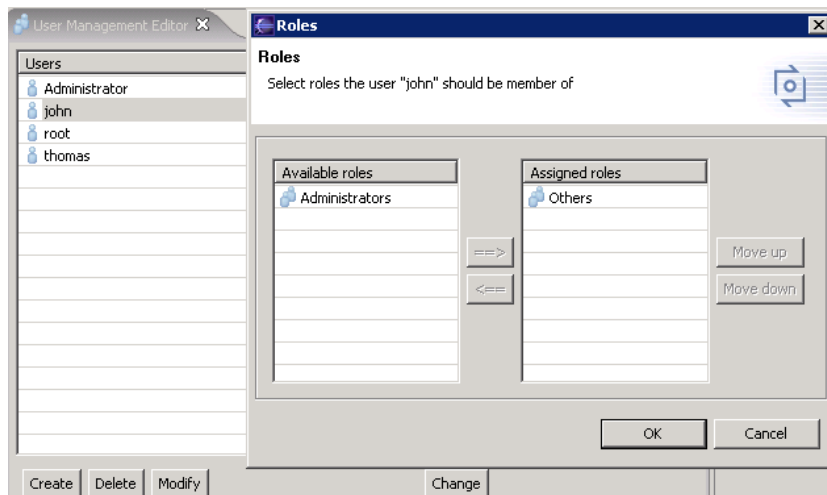 User Management Editor
Users
Administrator
john
root
thomas
Create
Delete
Modify
Change
Roles
Roles
Select roles the user "john" should be member of
Available roles
Administrators
==>
<==
Assigned roles
Others
Move up
Move down
OK
Cancel